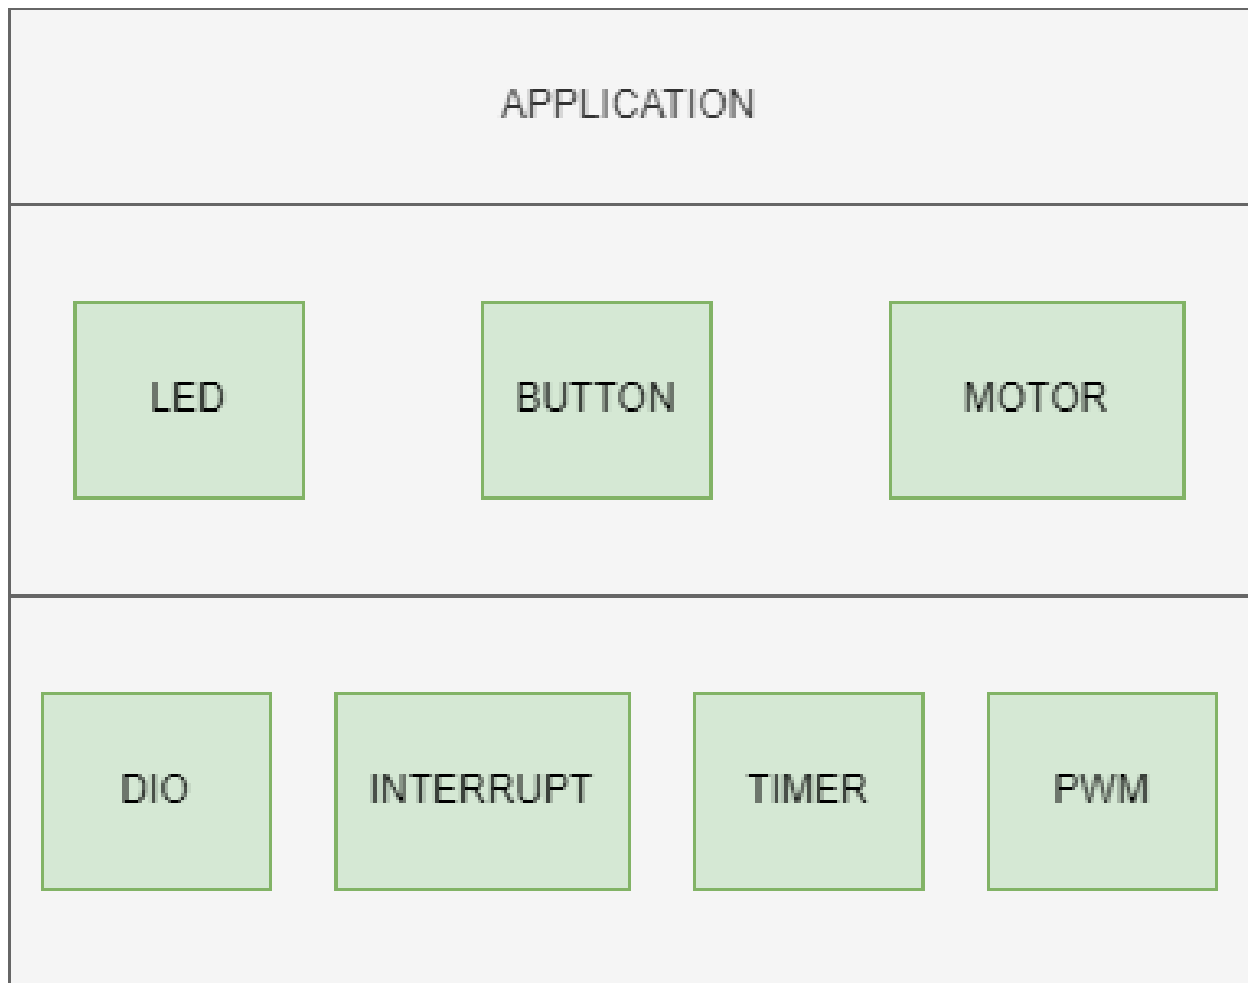 APPLICATION
LED
BUTTON
MOTOR
DIO
INTERRUPT
TIMER
PWM